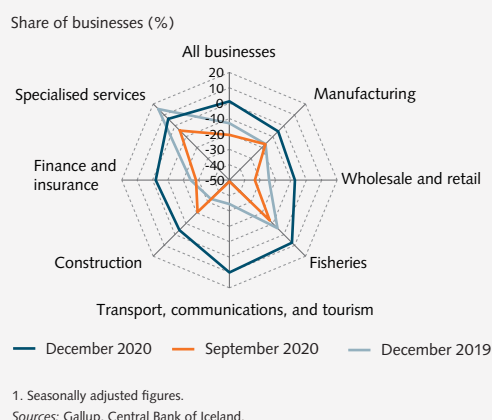 Share of businesses (%)
All businesses
20
10
0
-10
-20
-30
-40
-50
Specialised services
Manufacturing
Finance and
insurance
Wholesale and retail
Construction
Fisheries
Transport, communications, and tourism
December 2020
September 2020
December 2019
1. Seasonally adjusted figures.
Sources: Gallup, Central Bank of Iceland.